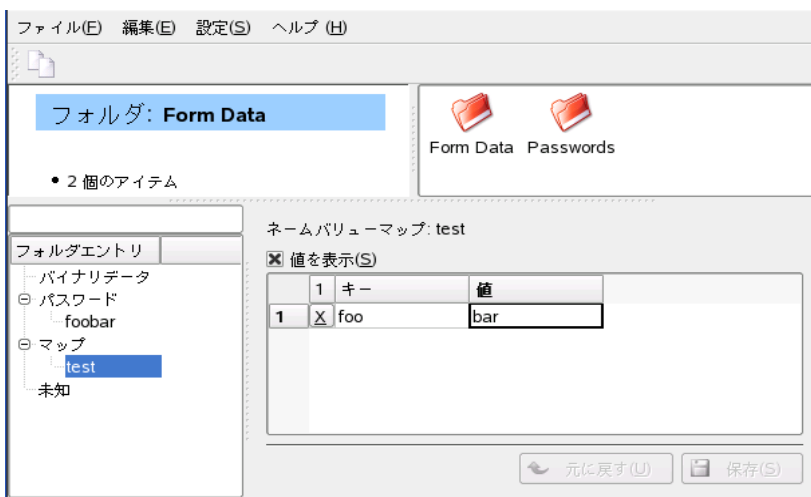 ファイル(F) 編集(E) 設定(S) ヘルプ (H)
フォルダ: Form Data
• 2 個のアイテム
Form Data Passwords
ネームバリューマップ: test
値を表示(S)
フォルダエントリ
バイナリデータ
パスワード
foobar
マップ
test
未知
1 キー 値
1 X foo bar
元に戻す(U) 保存(S)